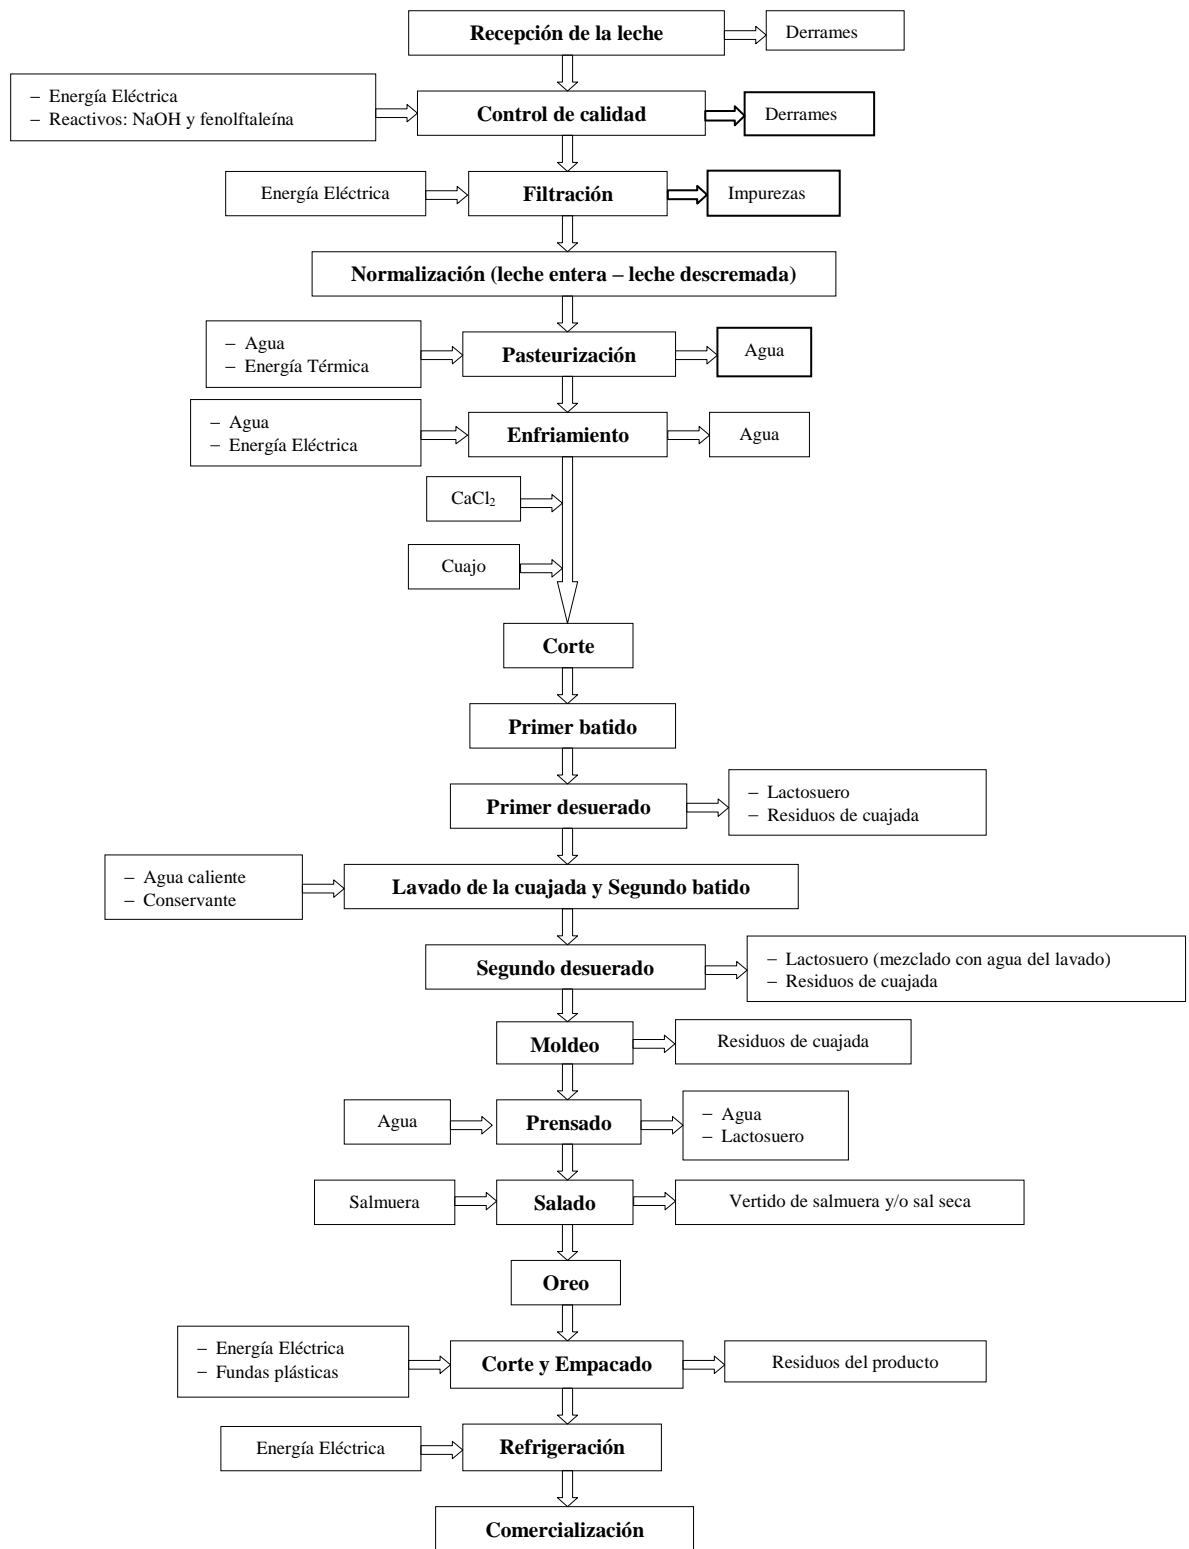 Recepción de la leche
Derrames
– Energía Eléctrica
– Reactivos: NaOH y fenolftaleína
Control de calidad
Derrames
Energía Eléctrica
Filtración
Impurezas
Normalización (leche entera – leche descremada)
– Agua
– Energía Térmica
Pasteurización
Agua
– Agua
– Energía Eléctrica
Enfriamiento
Agua
CaCl₂
Cuajo
Corte
Primer batido
Primer desuerado
– Lactosuero
– Residuos de cuajada
– Agua caliente
– Conservante
Lavado de la cuajada y Segundo batido
Segundo desuerado
– Lactosuero (mezclado con agua del lavado)
– Residuos de cuajada
Moldeo
Residuos de cuajada
Agua
Prensado
– Agua
– Lactosuero
Salmuera
Salado
Vertido de salmuera y/o sal seca
Oreo
– Energía Eléctrica
– Fundas plásticas
Corte y Empacado
Residuos del producto
Energía Eléctrica
Refrigeración
Comercialización